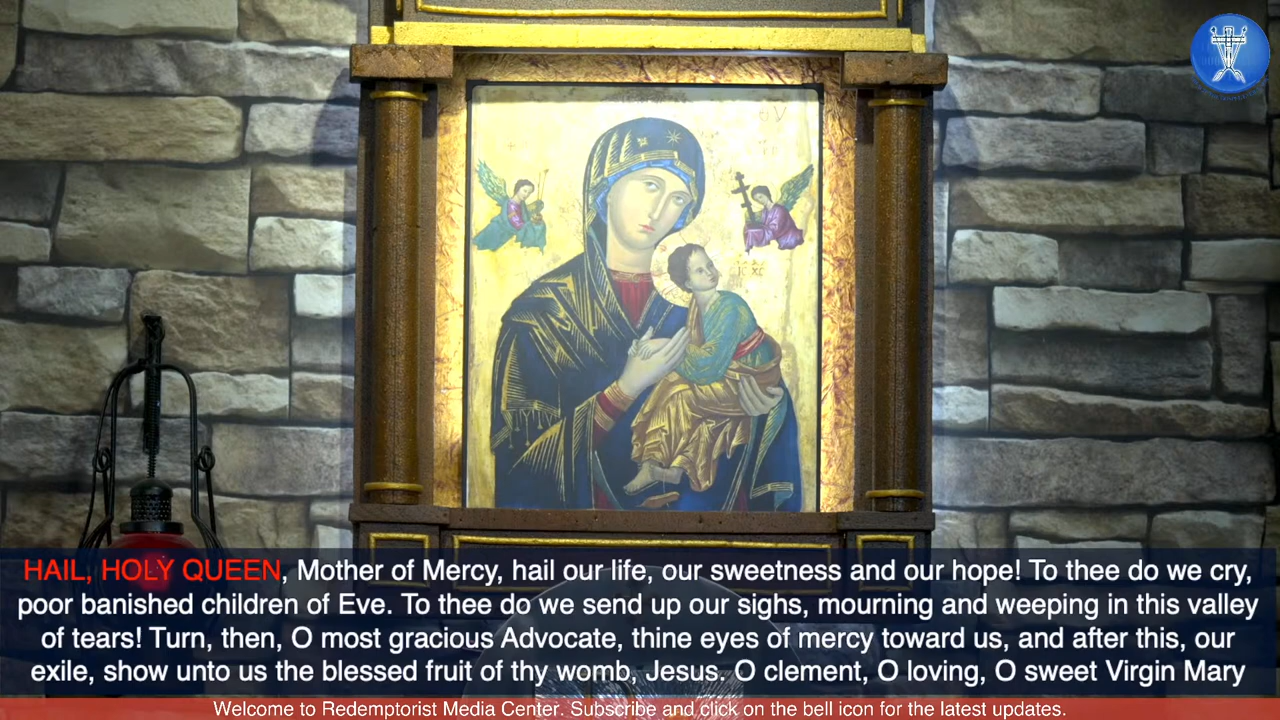 IC XC
HAIL, HOLY QUEEN, Mother of Mercy, hail our life, our sweetness and our hope! To thee do we cry,
poor banished children of Eve. To thee do we send up our sighs, mourning and weeping in this valley
of tears! Turn, then, O most gracious Advocate, thine eyes of mercy toward us, and after this, our
exile, show unto us the blessed fruit of thy womb, Jesus. O clement, O loving, O sweet Virgin Mary
Welcome to Redemptorist Media Center. Subscribe and click on the bell icon for the latest updates.